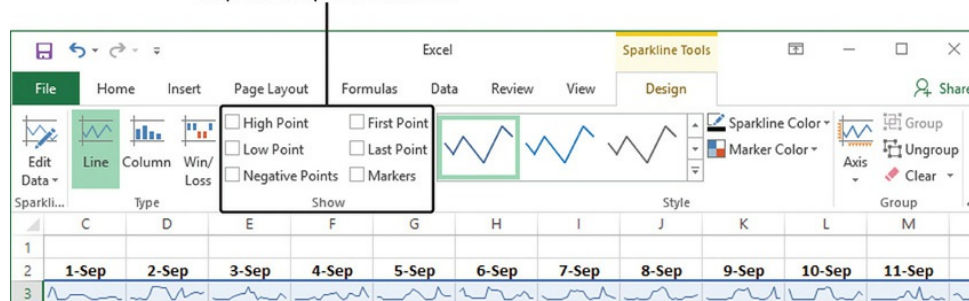 Excel
Sparkline Tools
File
Home
Insert
Page Layout
Formulas
Data
Review
View
Design
Share
Edit
Data
Line
Column
Win/
Loss
High Point
First Point
Low Point
Last Point
Negative Points
Markers
Sparkline Color
Marker Color
Axis
Group
Ungroup
Clear
Sparkli...
Type
Show
Style
Group
C D E F G H I J K L M
1
2 1-Sep 2-Sep 3-Sep 4-Sep 5-Sep 6-Sep 7-Sep 8-Sep 9-Sep 10-Sep 11-Sep
3